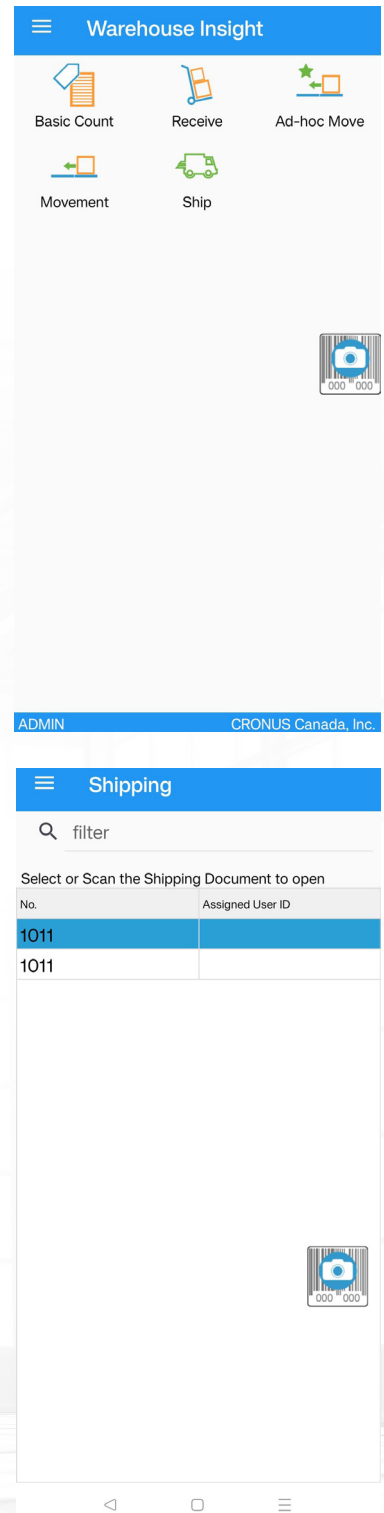 Warehouse Insight
Basic Count Receive Ad-hoc Move
Movement Ship
000 000
ADMIN CRONUS Canada, Inc.
Shipping
filter
Select or Scan the Shipping Document to open
No. Assigned User ID
1011
1011
000 000